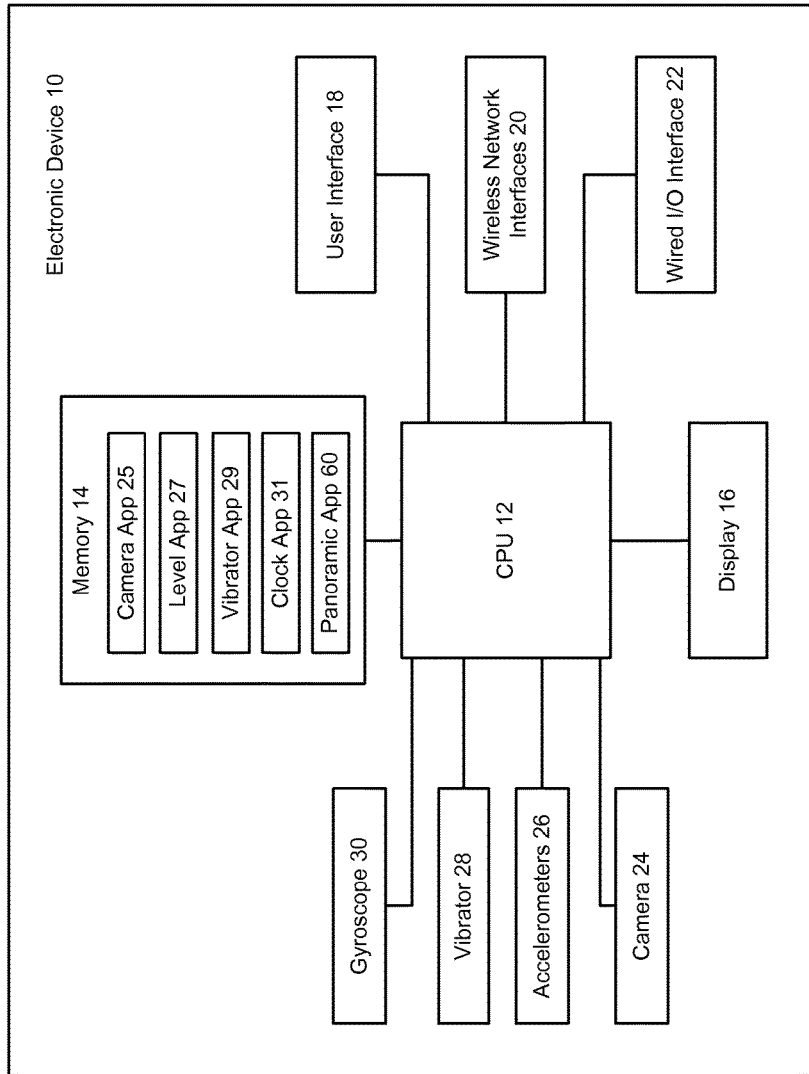 Electronic Device 10
Memory 14
Camera App 25
Level App 27
Vibrator App 29
Clock App 31
Panoramic App 60
Gyroscope 30
Vibrator 28
Accelerometers 26
Camera 24
CPU 12
User Interface 18
Wireless Network
Interfaces 20
Wired I/O Interface 22
Display 16